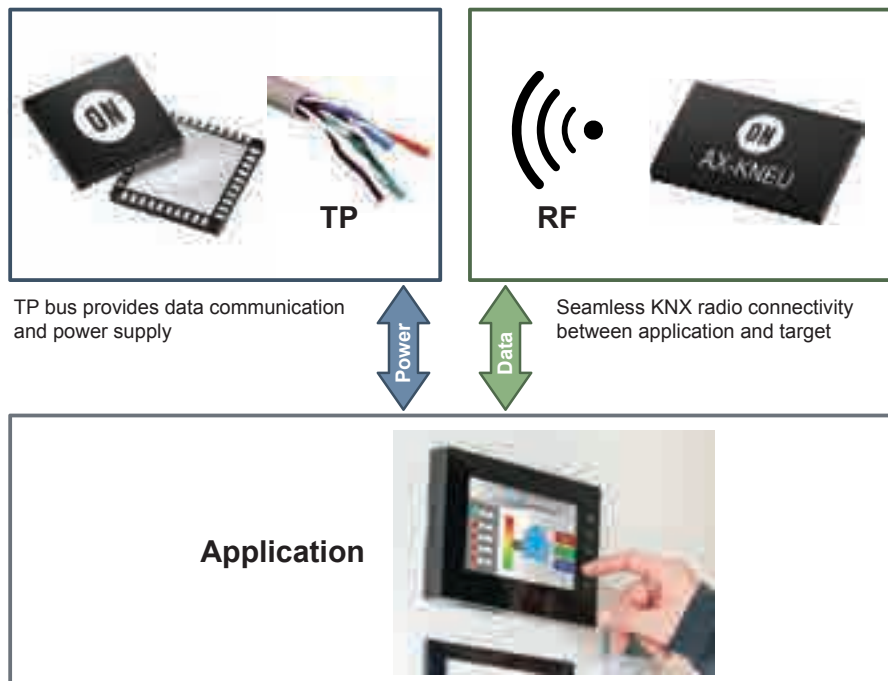 ON
TP
RF
ON
AX-KNEU
TP bus provides data communication
and power supply
Power
Data
Seamless KNX radio connectivity
between application and target
Application